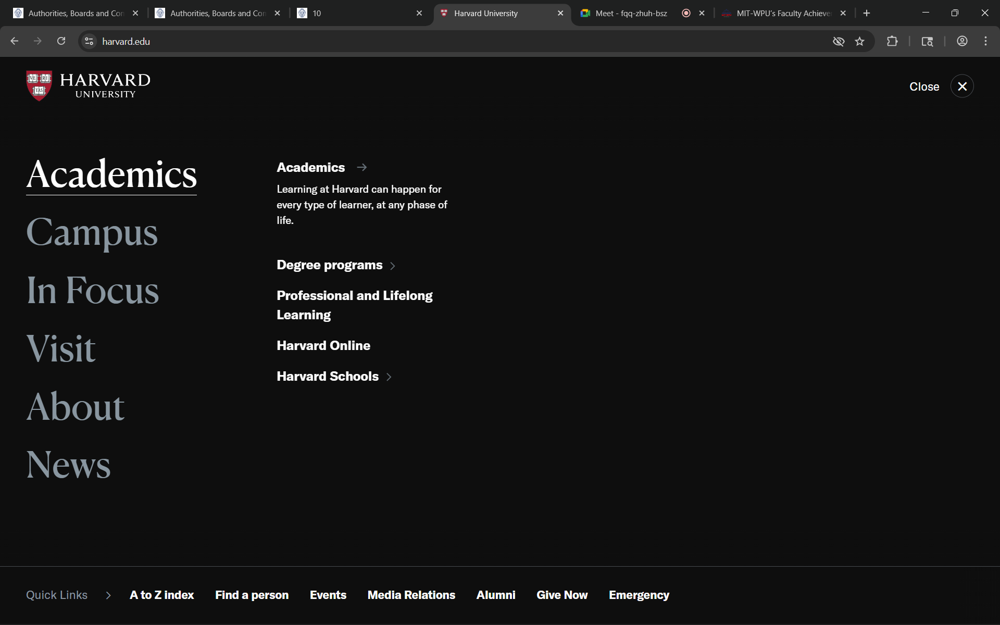 Authorities, Boards and Con
Authorities, Boards and Con
10
Harvard University
Meet - fqq-zhuh-bsz
MIT-WPU's Faculty Achieve
harvard.edu
VE RI
TAS
HARVARD
UNIVERSITY
Close
Academics
Campus
In Focus
Visit
About
News
Academics
Learning at Harvard can happen for
every type of learner, at any phase of
life.
Degree programs
Professional and Lifelong
Learning
Harvard Online
Harvard Schools
Quick Links
A to Z index
Find a person
Events
Media Relations
Alumni
Give Now
Emergency